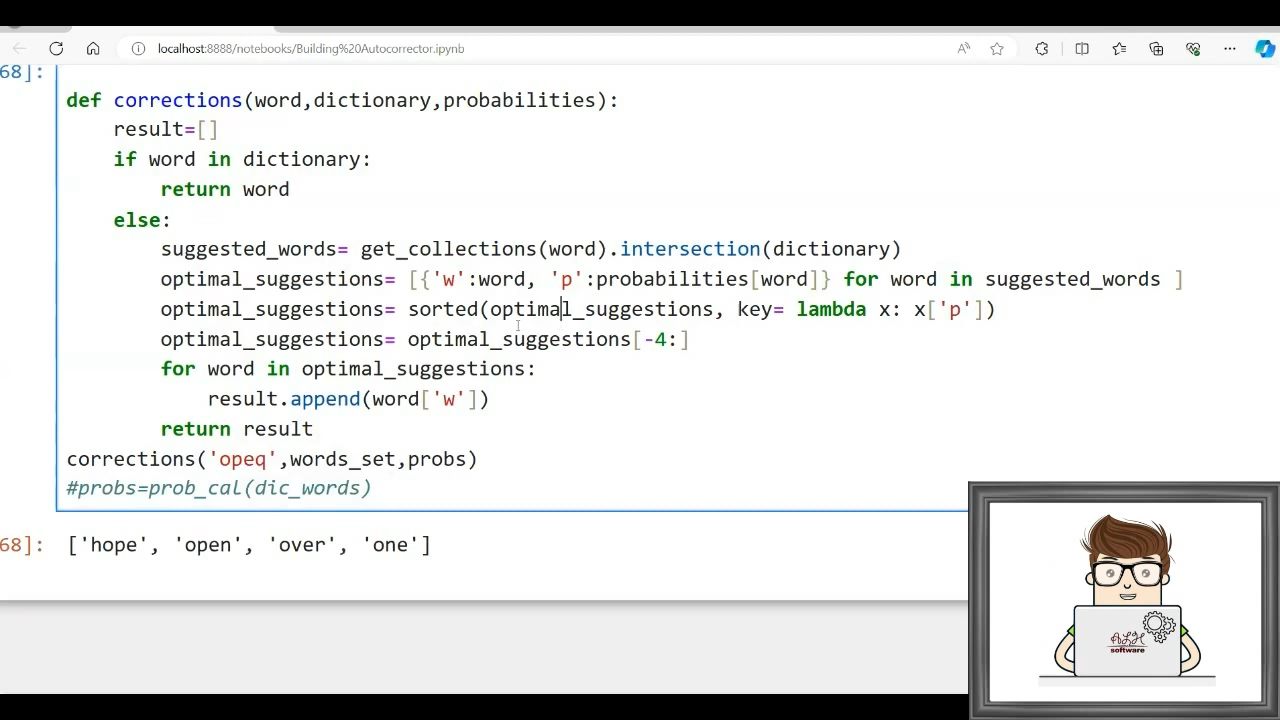 localhost:8888/notebooks/Building%20Autocorrector.ipynb
68]:
def corrections(word,dictionary,probabilities):
    result=[]
    if word in dictionary:
        return word
    else:
        suggested_words= get_collections(word).intersection(dictionary)
        optimal_suggestions= [{'w':word, 'p':probabilities[word]} for word in suggested_words ]
        optimal_suggestions= sorted(optimal_suggestions, key= lambda x: x['p'])
        optimal_suggestions= optimal_suggestions[-4:]
        for word in optimal_suggestions:
            result.append(word['w'])
        return result
corrections('opeq',words_set,probs)
#probs=prob_cal(dic_words)
68]: ['hope', 'open', 'over', 'one']
ALH
software